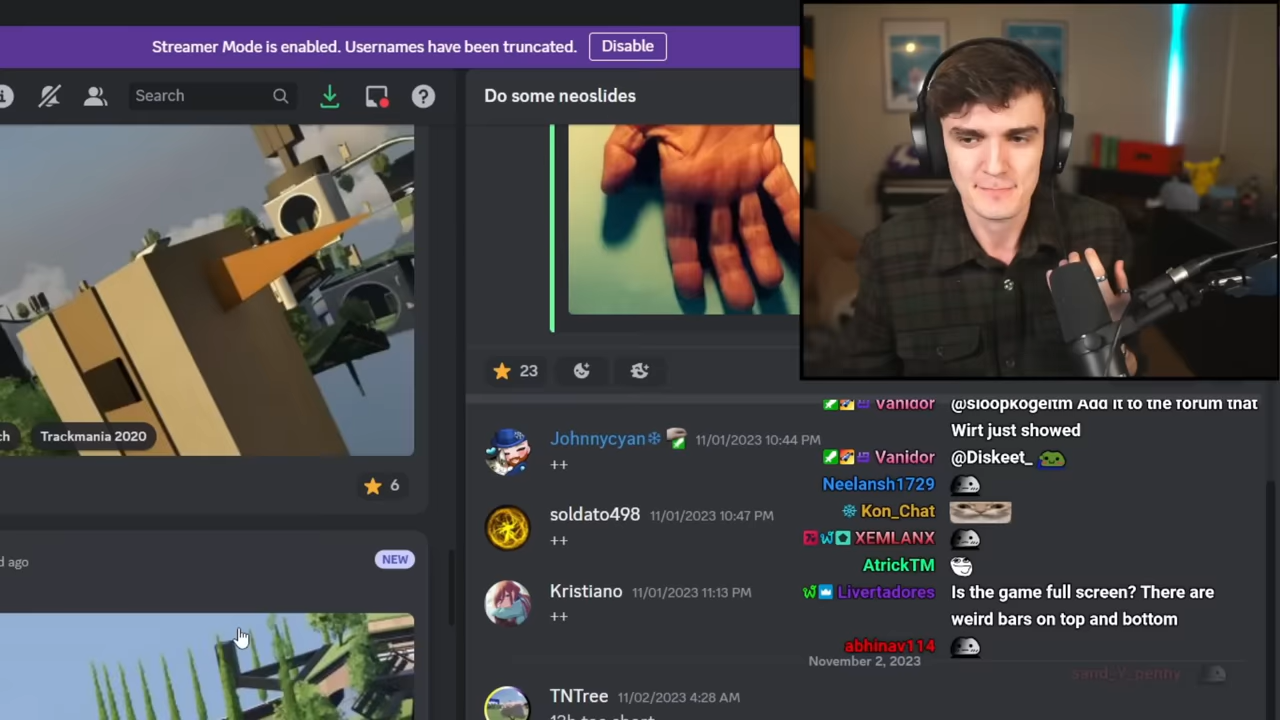 Streamer Mode is enabled. Usernames have been truncated. Disable
Search
Do some neoslides
Trackmania 2020
6
d ago
NEW
23
Johnnycyan 11/01/2023 10:44 PM
++
soldato498 11/01/2023 10:47 PM
++
Kristiano 11/01/2023 11:13 PM
++
November 2, 2023
TNTree 11/02/2023 4:28 AM
Vanidor @sloopkogeltm Add it to the forum that
Wirt just showed
Vanidor @Diskeet_
Neelansh1729
Kon_Chat
XEMLANX
AtrickTM
Livertadores Is the game full screen? There are
weird bars on top and bottom
abhinav114
sand_y_penny